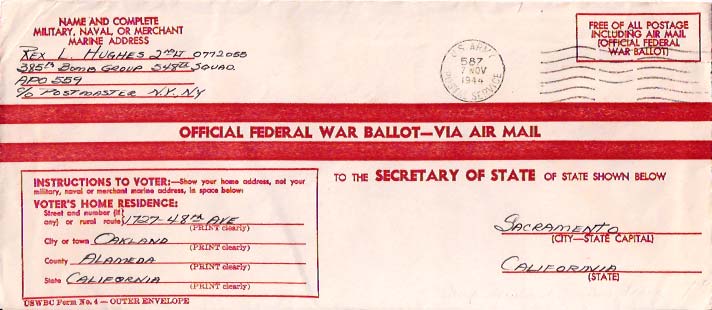 NAME AND COMPLETE
MILITARY, NAVAL, OR MERCHANT
MARINE ADDRESS
REX L. HUGHES 2ND LT 0772055
385th BOMB GROUP 548th SQUAD.
APO 559
c/o POSTMASTER N.Y., N.Y
U.S. ARMY
587
7 NOV
1944
POSTAL SERVICE
FREE OF ALL POSTAGE
INCLUDING AIR MAIL
(OFFICIAL FEDERAL
WAR BALLOT)
OFFICIAL FEDERAL WAR BALLOT—VIA AIR MAIL
INSTRUCTIONS TO VOTER:—Show your home address, not your
military, naval or merchant marine address, in space below:
VOTER'S HOME RESIDENCE:
Street and number (if
any) or rural route} 1727-48th AVE
(PRINT clearly)
City or town OAKLAND
(PRINT clearly)
County ALAMEDA
(PRINT clearly)
State CALIFORNIA
(PRINT clearly)
USWBC Form No. 4—OUTER ENVELOPE
TO THE SECRETARY OF STATE OF STATE SHOWN BELOW
SACRAMENTO
(CITY—STATE CAPITAL)
CALIFORNIA
(STATE)